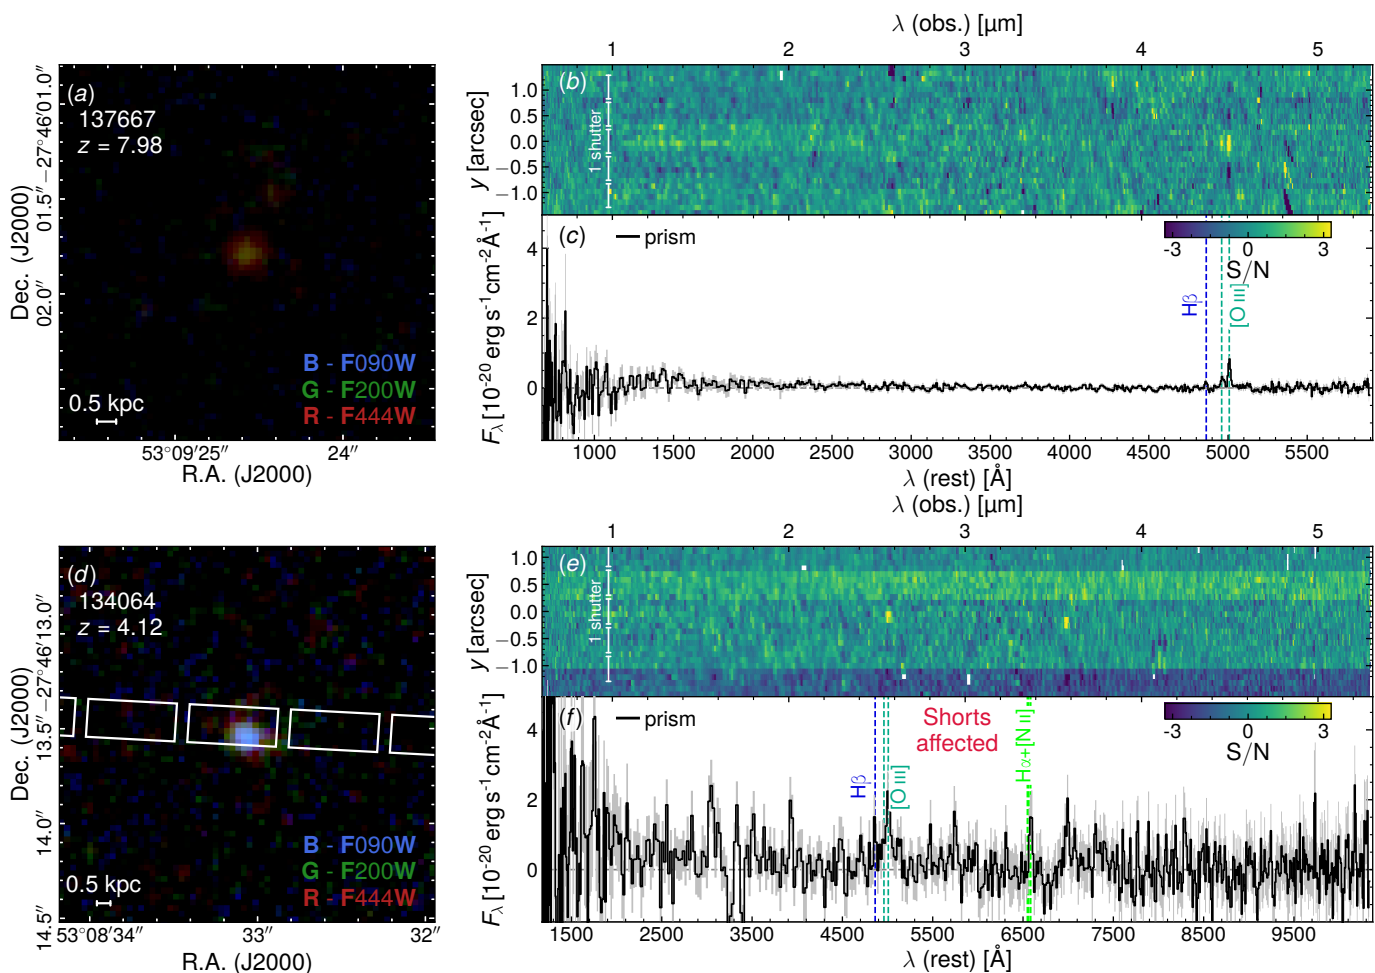 (a)
137667
z = 7.98
B - F090W
G - F200W
R - F444W
0.5 kpc
Dec. (J2000)
−27°46′01.0″
01.5″
02.0″
53°09′25″
24″
R.A. (J2000)
λ (obs.) [µm]
1
2
3
4
5
(b)
1 shutter
y [arcsec]
1.0
0.5
0.0
−0.5
−1.0
(c)
prism
-3
0
3
S/N
Hβ
[O III]
F_λ [10⁻²⁰ erg s⁻¹ cm⁻² Å⁻¹]
4
2
0
1000
1500
2000
2500
3000
3500
4000
4500
5000
5500
λ (rest) [Å]
(d)
134064
z = 4.12
B - F090W
G - F200W
R - F444W
0.5 kpc
Dec. (J2000)
−27°46′13.0″
13.5″
14.0″
14.5″
53°08′34″
33″
32″
R.A. (J2000)
λ (obs.) [µm]
1
2
3
4
5
(e)
1 shutter
y [arcsec]
1.0
0.5
0.0
−0.5
−1.0
(f)
prism
Shorts
affected
-3
0
3
S/N
Hβ
[O III]
Hα+[N II]
F_λ [10⁻²⁰ erg s⁻¹ cm⁻² Å⁻¹]
4
2
0
1500
2500
3500
4500
5500
6500
7500
8500
9500
λ (rest) [Å]